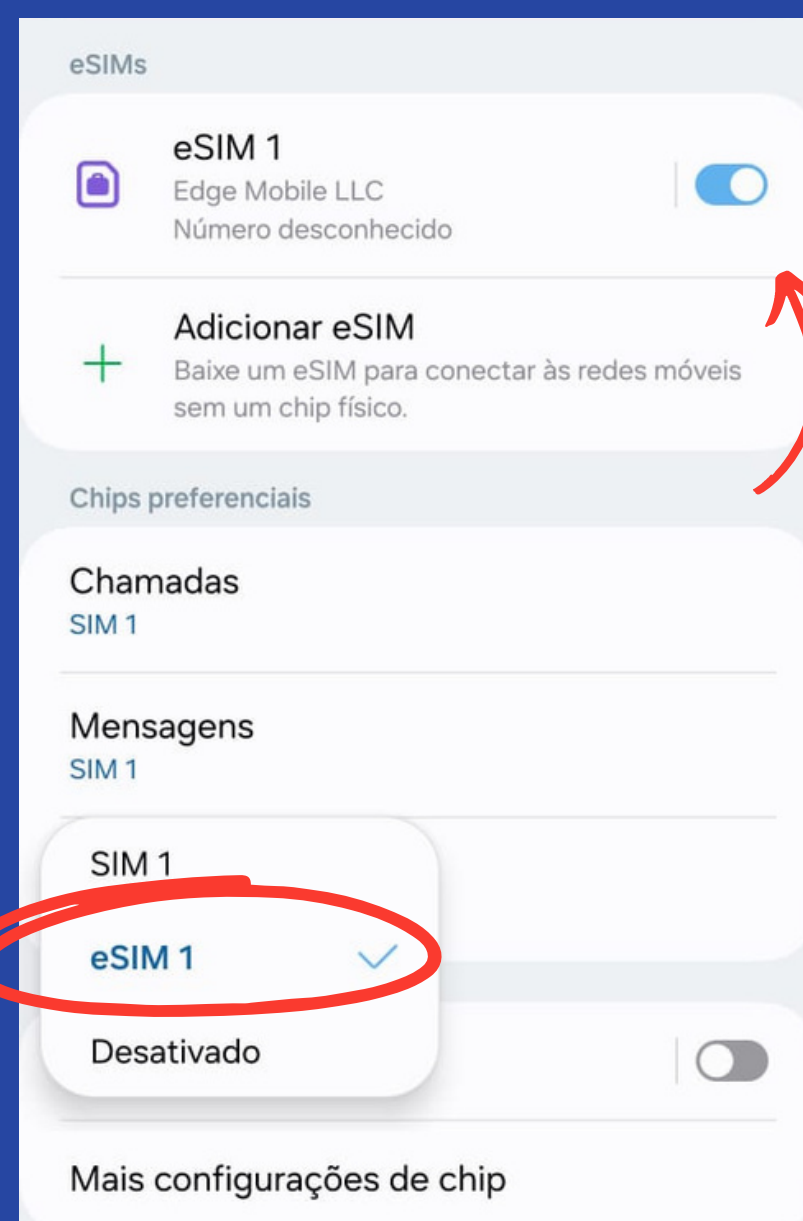 eSIMs
eSIM 1
Edge Mobile LLC
Número desconhecido
Adicionar eSIM
Baixe um eSIM para conectar às redes móveis
sem um chip físico.
Chips preferenciais
Chamadas
SIM 1
Mensagens
SIM 1
SIM 1
eSIM 1
Desativado
Mais configurações de chip